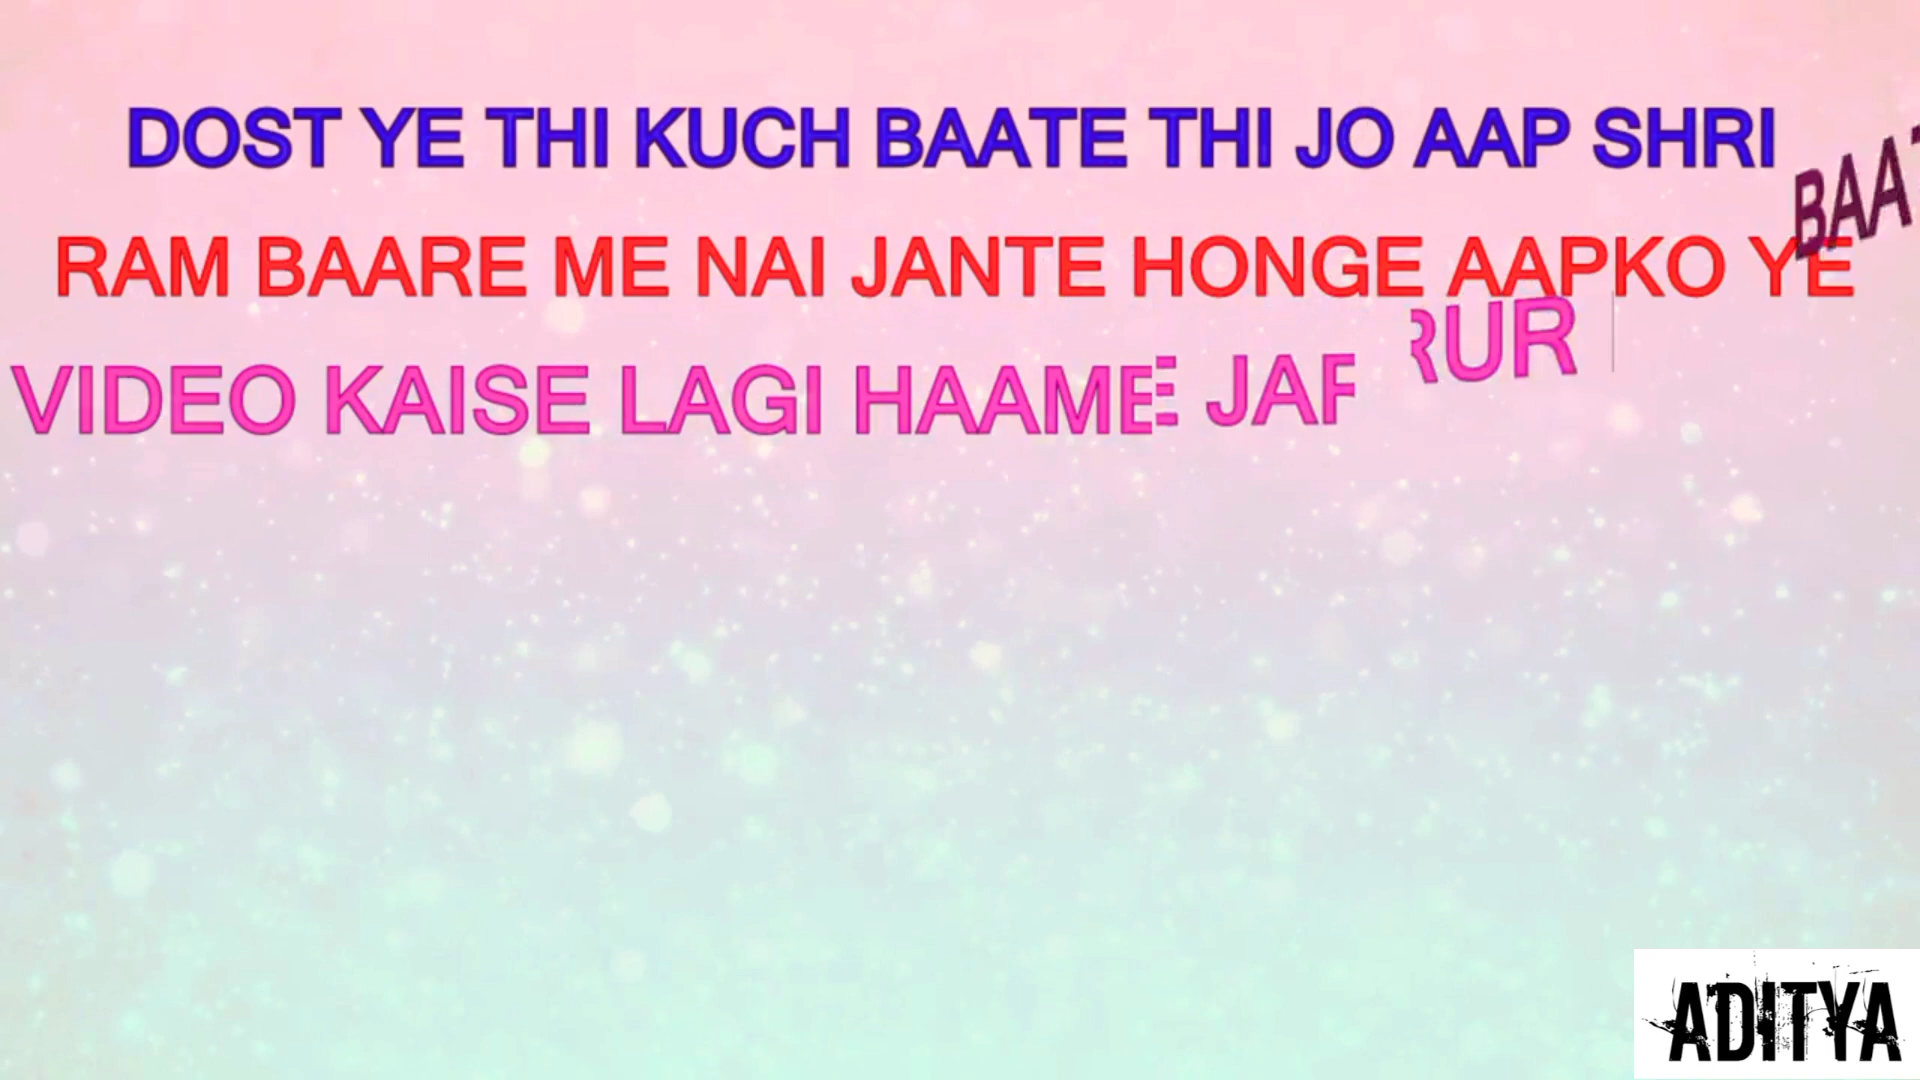 DOST YE THI KUCH BAATE THI JO AAP SHRI
RAM BAARE ME NAI JANTE HONGE AAPKO YE
VIDEO KAISE LAGI HAAME
ADITYA